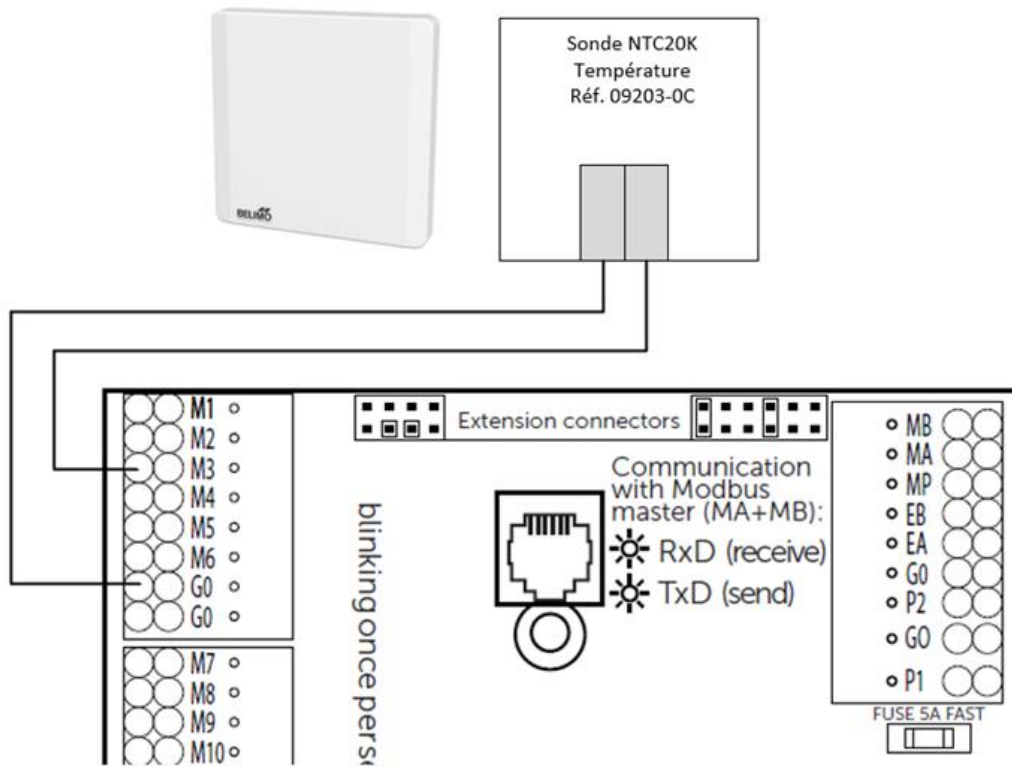 BELIMO
Sonde NTC20K
Température
Réf. 09203-0C
M1
M2
M3
M4
M5
M6
G0
G0
M7
M8
M9
M10
Extension connectors
blinking once per se
Communication
with Modbus
master (MA+MB):
RxD (receive)
TxD (send)
MB
MA
MP
EB
EA
G0
P2
GO
P1
FUSE 5A FAST